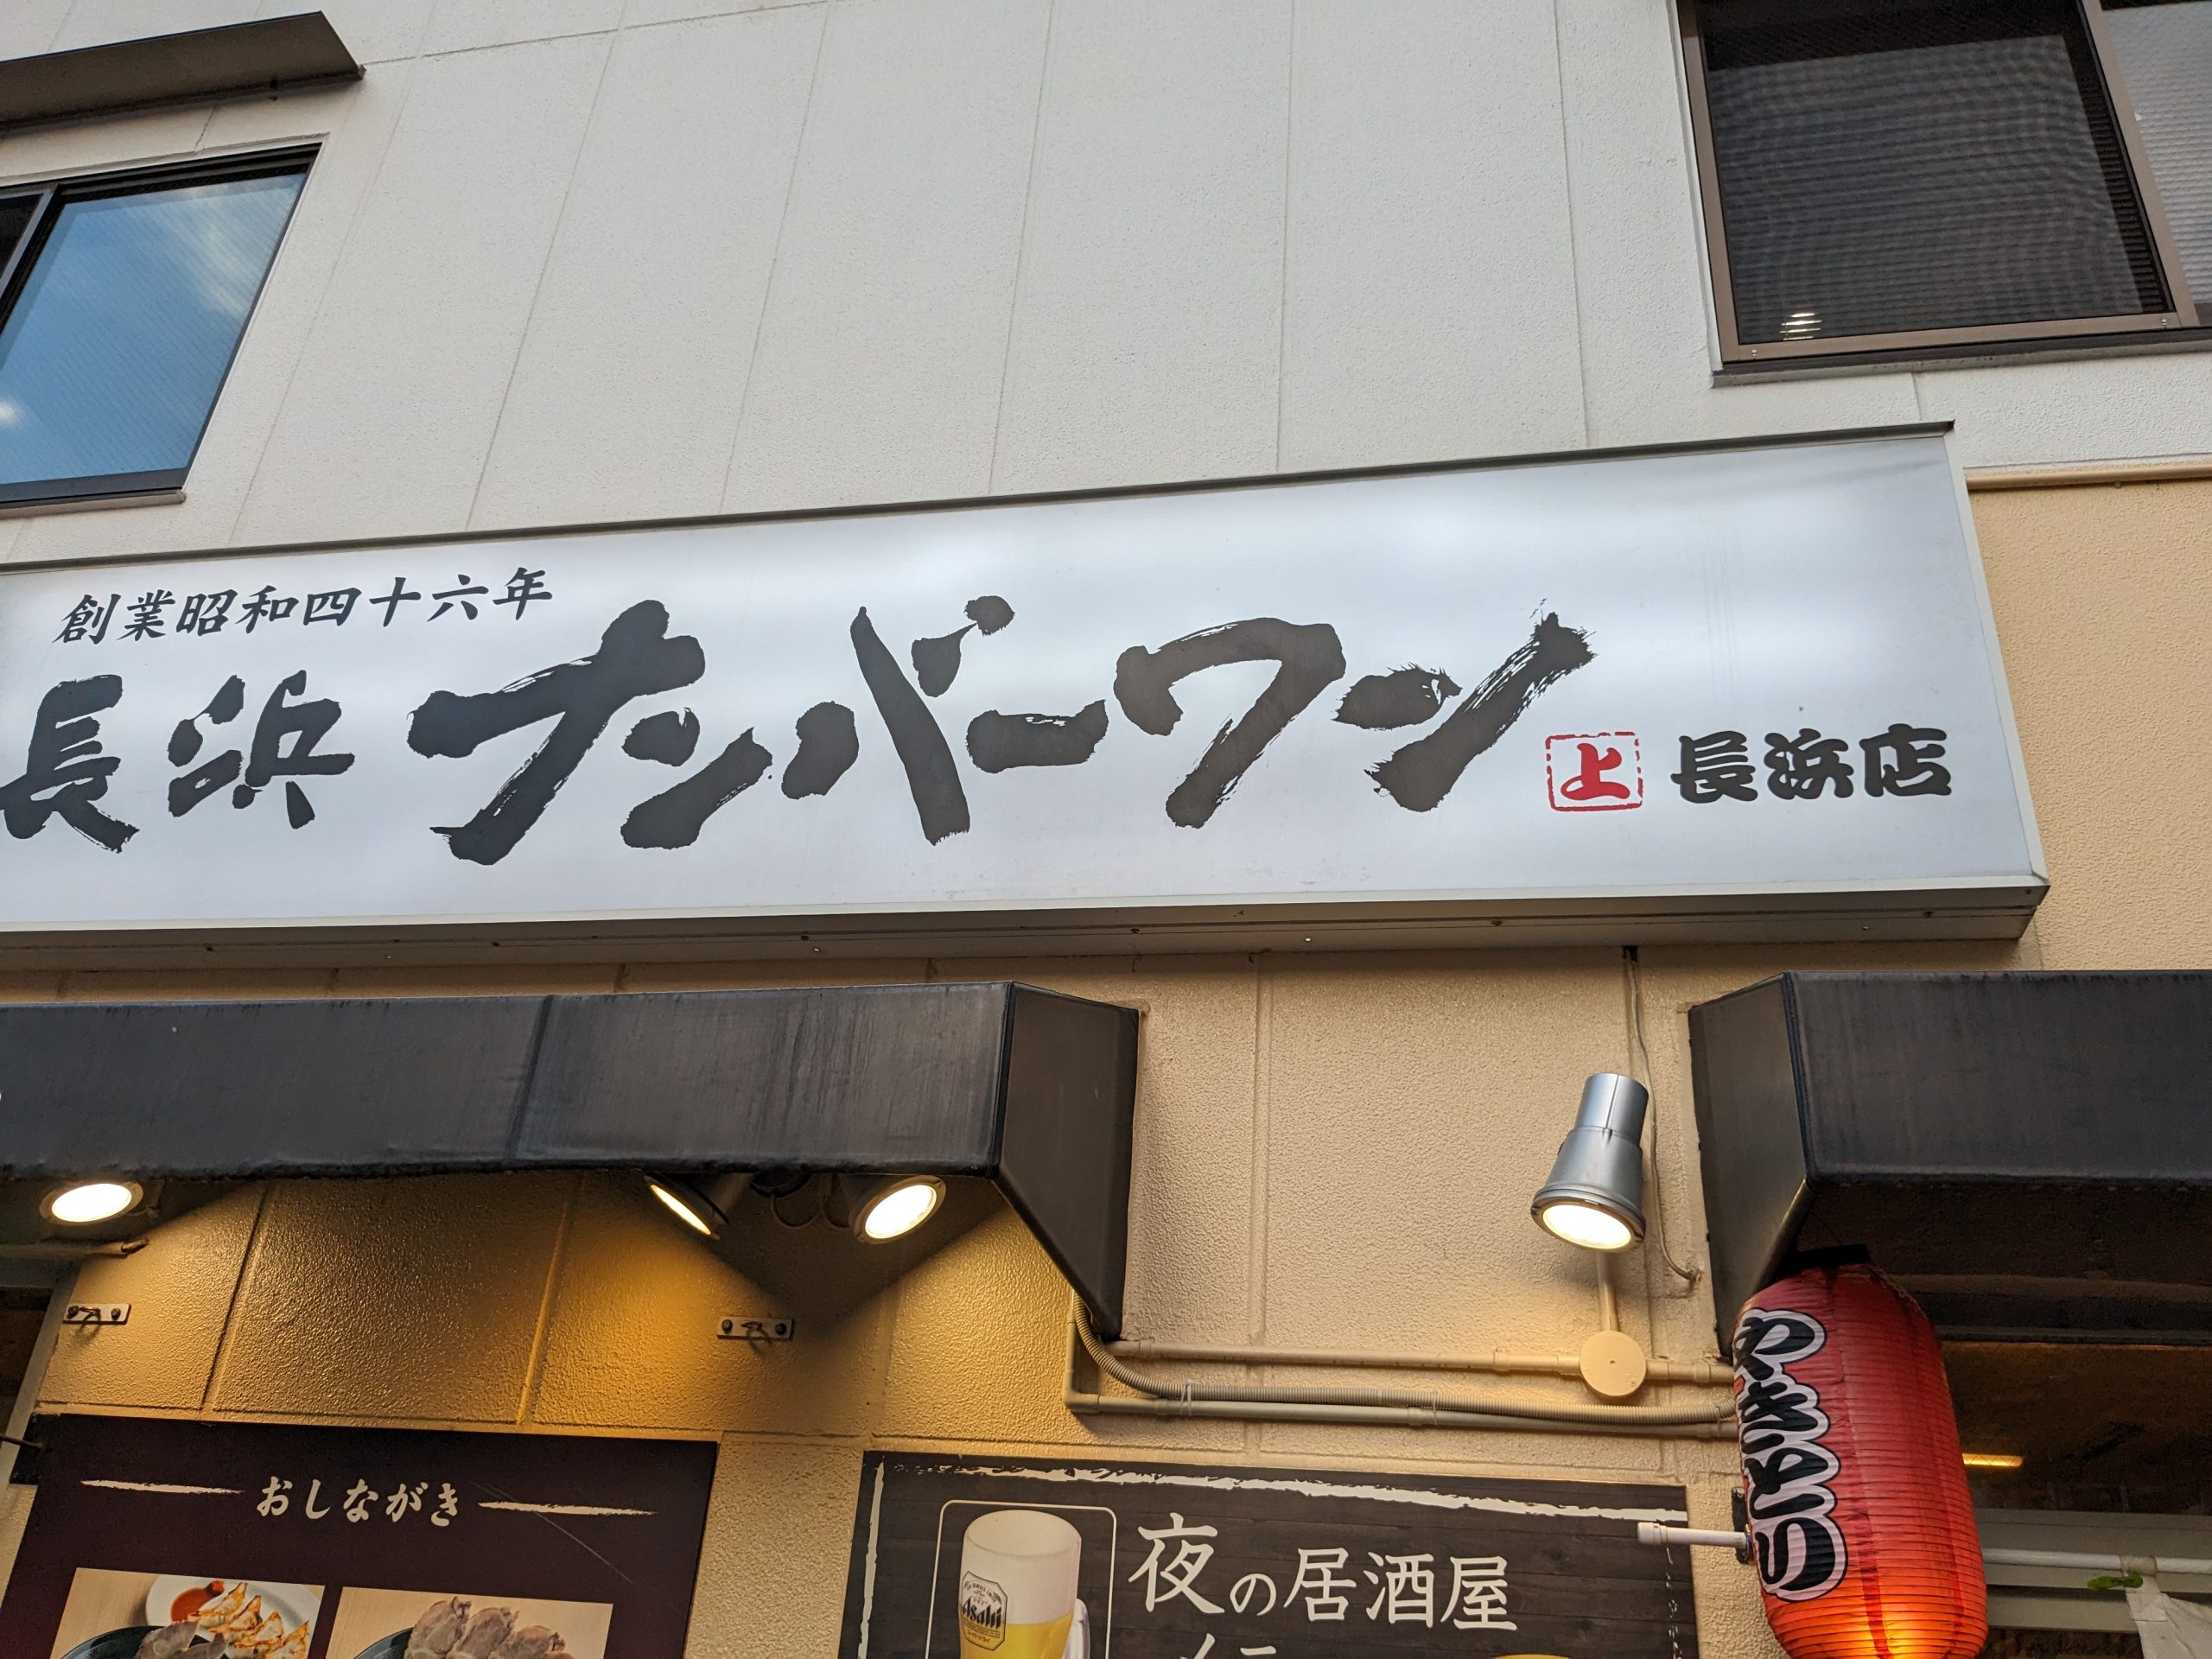 創業昭和四十六年
長浜ナンバーワン 上 長浜店
おしながき
Asahi
夜の居酒屋
やきとり